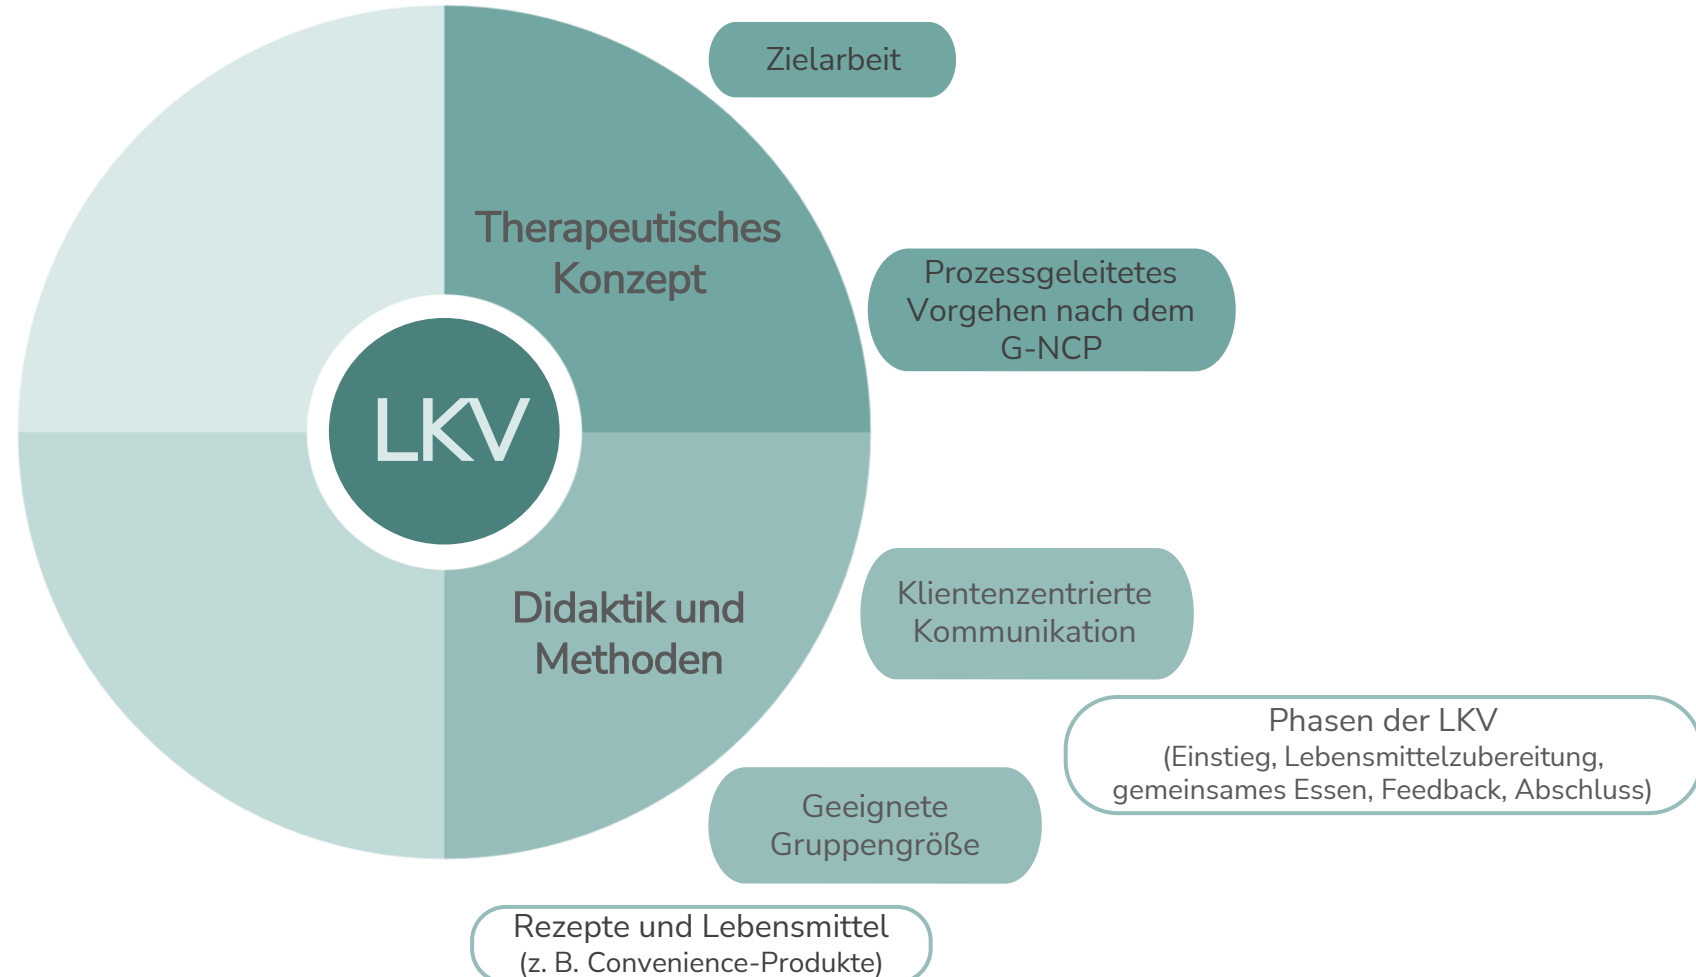 Zielarbeit
Therapeutisches
Konzept
Prozessgeleitetes
Vorgehen nach dem
G-NCP
LKV
Didaktik und
Methoden
Klientenzentrierte
Kommunikation
Phasen der LKV
(Einstieg, Lebensmittelzubereitung,
gemeinsames Essen, Feedback, Abschluss)
Geeignete
Gruppengröße
Rezepte und Lebensmittel
(z. B. Convenience-Produkte)